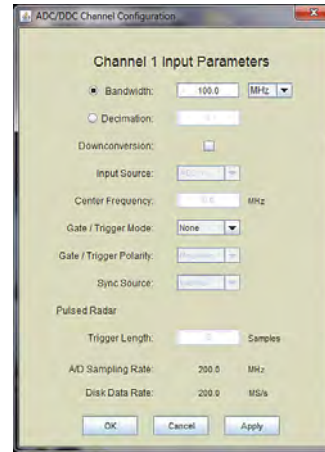 ADC/DDC Channel Configuration
Channel 1 Input Parameters
Bandwidth: 100.0 MHz
Decimation:
Downconversion:
Input Source:
Center Frequency: MHz
Gate / Trigger Mode: None
Gate / Trigger Polarity:
Sync Source:
Pulsed Radar
Trigger Length: Samples
A/D Sampling Rate: 200.0 MHz
Disk Data Rate: 200.0 MS/s
OK Cancel Apply